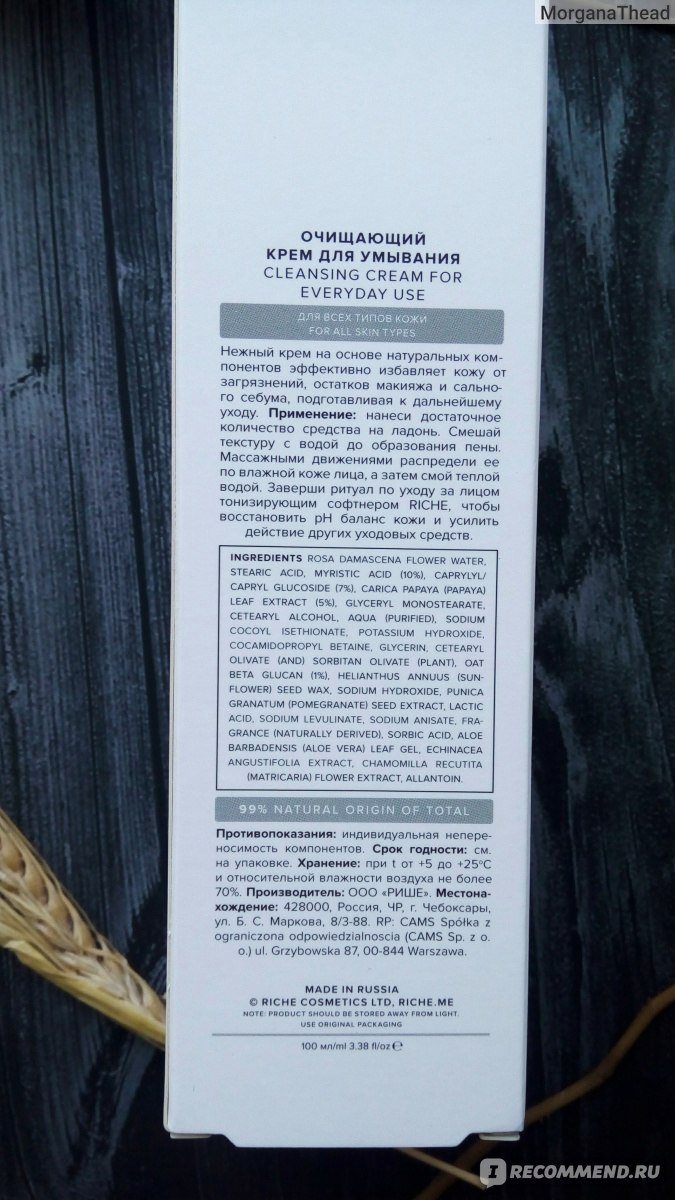 MorganaThead
ОЧИЩАЮЩИЙ
КРЕМ ДЛЯ УМЫВАНИЯ
CLEANSING CREAM FOR
EVERYDAY USE
ДЛЯ ВСЕХ ТИПОВ КОЖИ
FOR ALL SKIN TYPES
Нежный крем на основе натуральных ком-
понентов эффективно избавляет кожу от
загрязнений, остатков макияжа и сально-
го себума, подготавливая к дальнейшему
уходу. Применение: нанеси достаточное
количество средства на ладонь. Смешай
текстуру с водой до образования пены.
Массажными движениями распредели ее
по влажной коже лица, а затем смой теплой
водой. Заверши ритуал по уходу за лицом
тонизирующим софтнером RICHE, чтобы
восстановить pH баланс кожи и усилить
действие других уходовых средств.
INGREDIENTS ROSA DAMASCENA FLOWER WATER,
STEARIC ACID, MYRISTIC ACID (10%), CAPRYLYL/
CAPRYL GLUCOSIDE (7%), CARICA PAPAYA (PAPAYA)
LEAF EXTRACT (5%), GLYCERYL MONOSTEARATE,
CETEARYL ALCOHOL, AQUA (PURIFIED), SODIUM
COCOYL ISETHIONATE, POTASSIUM HYDROXIDE,
COCAMIDOPROPYL BETAINE, GLYCERIN, CETEARYL
OLIVATE (AND) SORBITAN OLIVATE (PLANT), OAT
BETA GLUCAN (1%), HELIANTHUS ANNUUS (SUN-
FLOWER) SEED WAX, SODIUM HYDROXIDE, PUNICA
GRANATUM (POMEGRANATE) SEED EXTRACT, LACTIC
ACID, SODIUM LEVULINATE, SODIUM ANISATE, FRA-
GRANCE (NATURALLY DERIVED), SORBIC ACID, ALOE
BARBADENSIS (ALOE VERA) LEAF GEL, ECHINACEA
ANGUSTIFOLIA EXTRACT, CHAMOMILLA RECUTITA
(MATRICARIA) FLOWER EXTRACT, ALLANTOIN.
99% NATURAL ORIGIN OF TOTAL
Противопоказания: индивидуальная непере-
носимость компонентов. Срок годности: см.
на упаковке. Хранение: при t от +5 до +25°С
и относительной влажности воздуха не более
70%. Производитель: ООО «РИШЕ». Местона-
хождение: 428000, Россия, ЧР, г. Чебоксары,
ул. Б. С. Маркова, 8/3-88. RP: CAMS Spółka z
ograniczona odpowiedzialnoscia (CAMS Sp. z o.
o.) ul. Grzybowska 87, 00-844 Warszawa.
MADE IN RUSSIA
© RICHE COSMETICS LTD, RICHE.ME
NOTE: PRODUCT SHOULD BE STORED AWAY FROM LIGHT.
USE ORIGINAL PACKAGING
100 мл/ml 3.38 fl/oz ℮
IRECOMMEND.RU